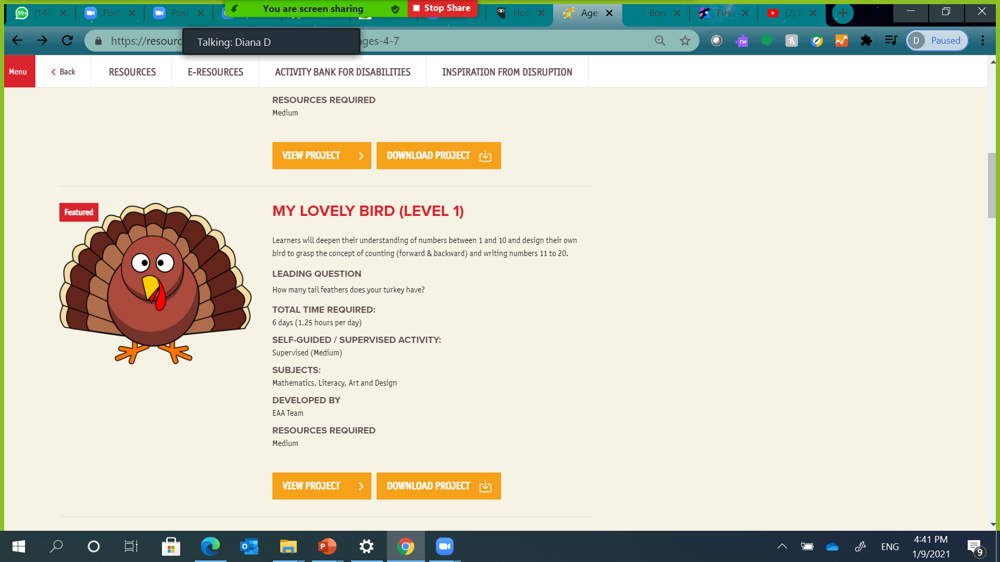 You are screen sharing
Stop Share
99+
(147
Post
Post
Hoo
Age
Bon
First
(2) B
https://resourc
ages-4-7
Talking: Diana D
rw
h
D
Paused
Menu
Back
RESOURCES
E-RESOURCES
ACTIVITY BANK FOR DISABILITIES
INSPIRATION FROM DISRUPTION
RESOURCES REQUIRED
Medium
VIEW PROJECT
DOWNLOAD PROJECT
Featured
MY LOVELY BIRD (LEVEL 1)
Learners will deepen their understanding of numbers between 1 and 10 and design their own
bird to grasp the concept of counting (forward & backward) and writing numbers 11 to 20.
LEADING QUESTION
How many tail feathers does your turkey have?
TOTAL TIME REQUIRED:
6 days (1.25 hours per day)
SELF-GUIDED / SUPERVISED ACTIVITY:
Supervised (Medium)
SUBJECTS:
Mathematics, Literacy, Art and Design
DEVELOPED BY
EAA Team
RESOURCES REQUIRED
Medium
VIEW PROJECT
DOWNLOAD PROJECT
ENG
4:41 PM
1/9/2021
9